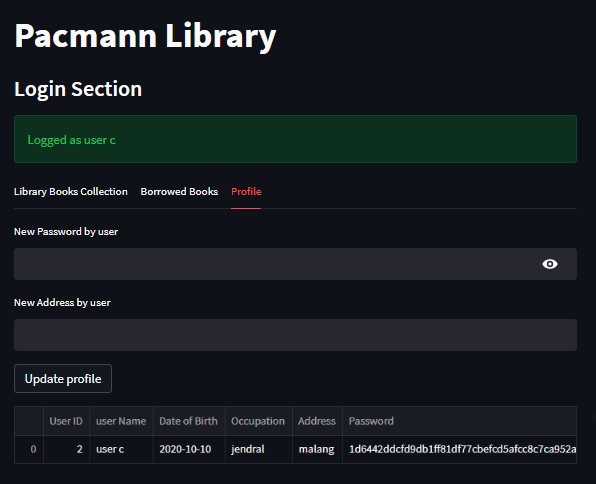 Pacmann Library
Login Section
Logged as user c
Library Books Collection Borrowed Books Profile
New Password by user
New Address by user
Update profile
User ID user Name Date of Birth Occupation Address Password
0 2 user c 2020-10-10 jendral malang 1d6442ddcfd9db1ff81df77cbefcd5afcc8c7ca952a